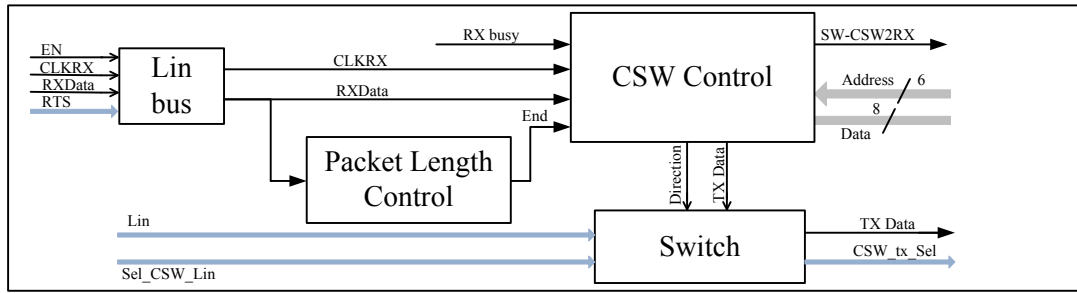 EN
CLKRX
RXData
RTS
Lin
bus
CLKRX
RXData
RX busy
End
Packet Length
Control
CSW Control
SW-CSW2RX
Address
6
8
Data
Direction
TX Data
Lin
Sel_CSW_Lin
Switch
TX Data
CSW_tx_Sel